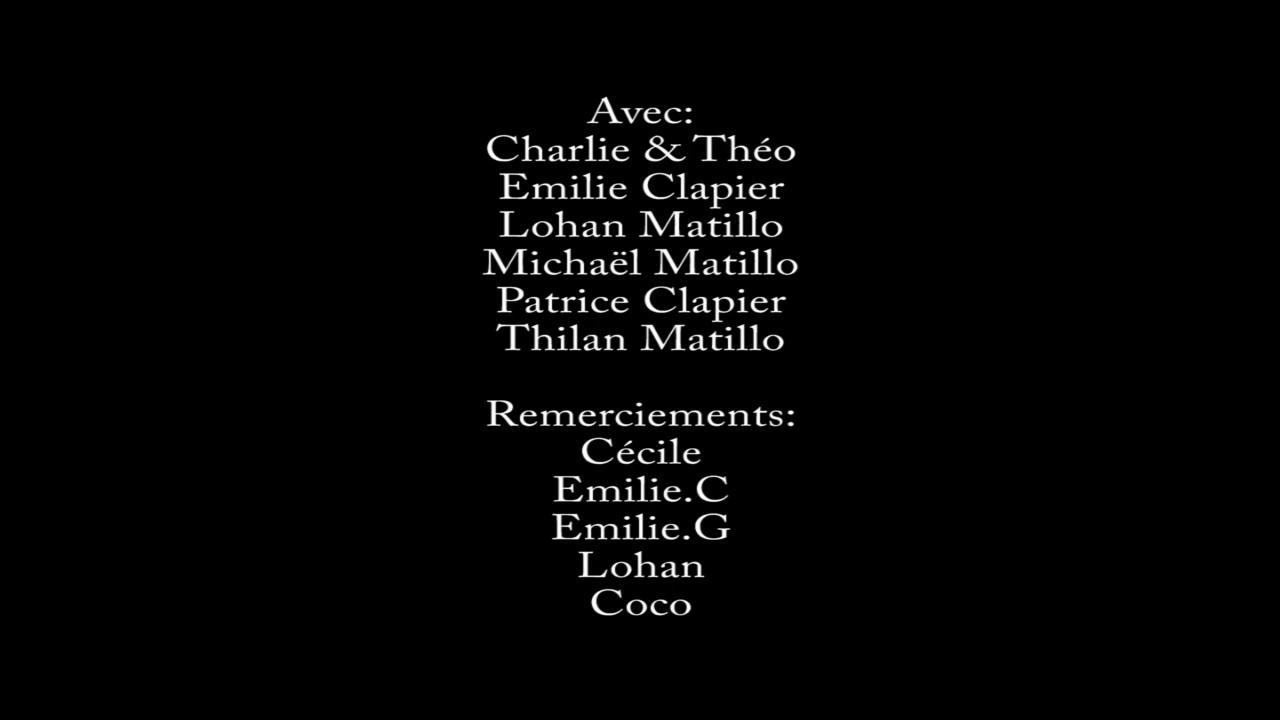 Avec:
Charlie & Théo
Emilie Clapier
Lohan Matillo
Michaël Matillo
Patrice Clapier
Thilan Matillo
Remerciements:
Cécile
Emilie.C
Emilie.G
Lohan
Coco